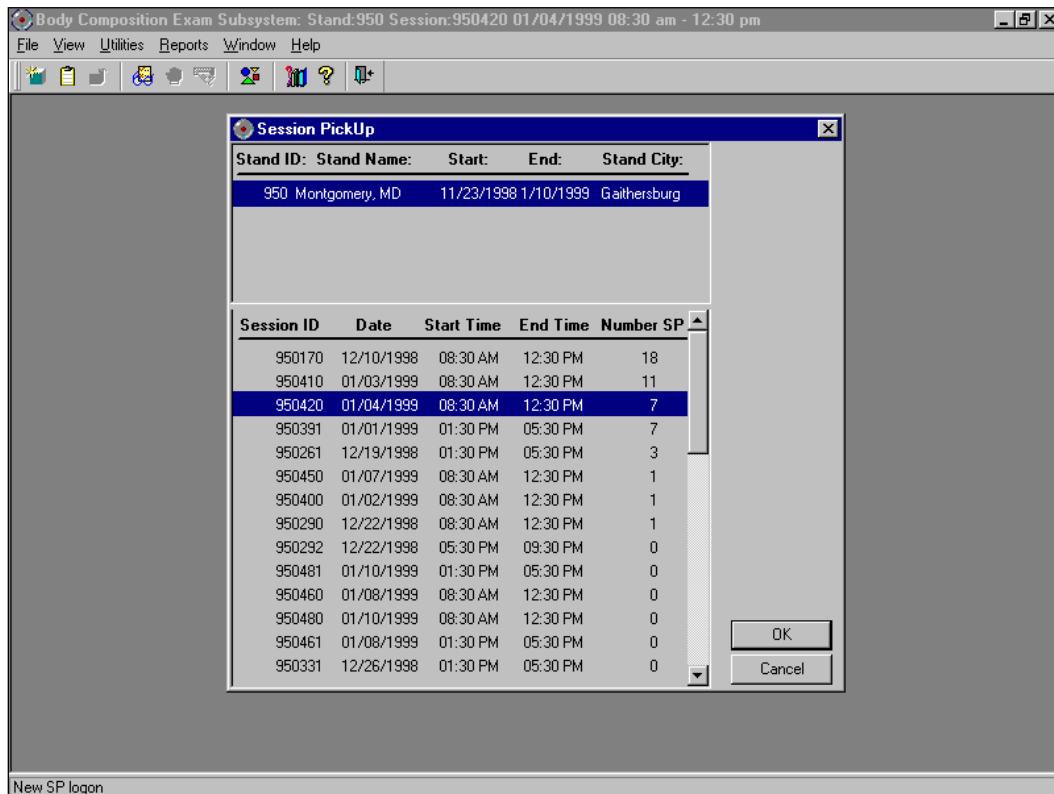 Body Composition Exam Subsystem: Stand:950 Session:950420 01/04/1999 08:30 am - 12:30 pm
File View Utilities Reports Window Help
Session PickUp
Stand ID: Stand Name: Start: End: Stand City:
950 Montgomery, MD 11/23/1998 1/10/1999 Gaithersburg
Session ID Date Start Time End Time Number SP
950170 12/10/1998 08:30 AM 12:30 PM 18
950410 01/03/1999 08:30 AM 12:30 PM 11
950420 01/04/1999 08:30 AM 12:30 PM 7
950391 01/01/1999 01:30 PM 05:30 PM 7
950261 12/19/1998 01:30 PM 05:30 PM 3
950450 01/07/1999 08:30 AM 12:30 PM 1
950400 01/02/1999 08:30 AM 12:30 PM 1
950290 12/22/1998 08:30 AM 12:30 PM 1
950292 12/22/1998 05:30 PM 09:30 PM 0
950481 01/10/1999 01:30 PM 05:30 PM 0
950460 01/08/1999 08:30 AM 12:30 PM 0
950480 01/10/1999 08:30 AM 12:30 PM 0
950461 01/08/1999 01:30 PM 05:30 PM 0
950331 12/26/1998 01:30 PM 05:30 PM 0
OK
Cancel
New SP logon